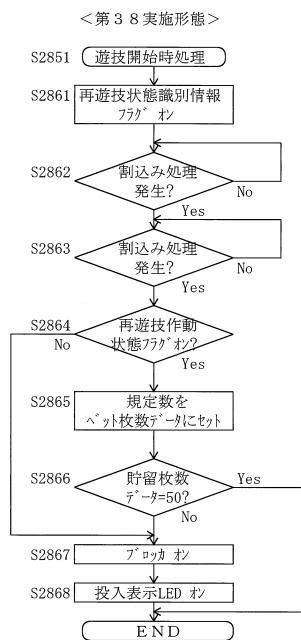 ＜第３８実施形態＞
S2851 遊技開始時処理
S2861 再遊技状態識別情報
ﾌﾗｸﾞ ｵﾝ
S2862 割込み処理
発生?
No
Yes
S2863 割込み処理
発生?
No
Yes
S2864 再遊技作動
状態ﾌﾗｸﾞｵﾝ?
No
Yes
S2865 規定数を
ﾍﾞｯﾄ枚数ﾃﾞｰﾀにｾｯﾄ
S2866 貯留枚数
ﾃﾞｰﾀ=50?
Yes
No
S2867 ﾌﾞﾛｯｶ ｵﾝ
S2868 投入表示LED ｵﾝ
END